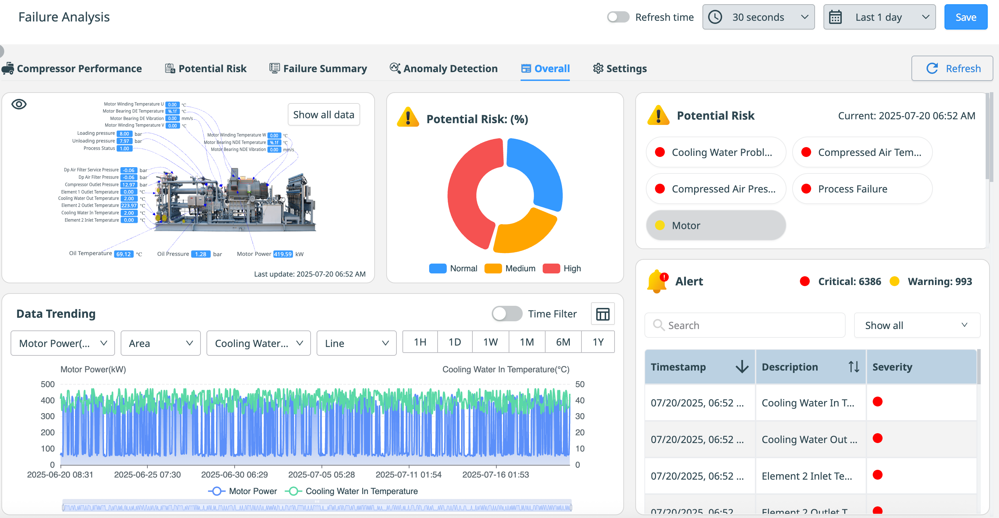 Failure Analysis
Refresh time
30 seconds
Last 1 day
Save
Compressor Performance
Potential Risk
Failure Summary
Anomaly Detection
Overall
Settings
Refresh
Motor Winding Temperature U 0.00 °C
Motor Bearing DE Temperature %.1f °C
Motor Bearing DE Vibration 0.00 mm/s
Motor Winding Temperature V 0.00 °C
Show all data
Loading pressure 8.00 bar
Unloading pressure 7.97 bar
Process Status 1.00
Motor Winding Temperature W 0.00 °C
Motor Bearing NDE Temperature %.1f °C
Motor Bearing NDE Vibration 0.00 mm/s
Dp Air Filter Service Pressure -0.06 bar
Dp Air Filter Pressure -0.06 bar
Compressor Outlet Pressure 12.97 bar
Element 1 Outlet Temperature 0.00 °C
Cooling Water Out Temperature 2.00 °C
Element 2 Outlet Temperature 223.97 °C
Cooling Water In Temperature 2.00 °C
Element 2 Inlet Temperature 0.00 °C
Oil Temperature 69.12 °C
Oil Pressure 1.28 bar
Motor Power 419.59 kW
Last update: 2025-07-20 06:52 AM
Potential Risk: (%)
Normal
Medium
High
Potential Risk
Current: 2025-07-20 06:52 AM
Cooling Water Probl...
Compressed Air Tem...
Compressed Air Pres...
Process Failure
Motor
Alert
Critical: 6386
Warning: 993
Search
Show all
Timestamp
Description
Severity
07/20/2025, 06:52 ...
Cooling Water In T...
07/20/2025, 06:52 ...
Cooling Water Out ...
07/20/2025, 06:52 ...
Element 2 Inlet Te...
07/20/2025, 06:52
Element 2 Outlet T
Data Trending
Time Filter
Motor Power(...
Area
Cooling Water...
Line
1H
1D
1W
1M
6M
1Y
Motor Power(kW)
Cooling Water In Temperature(°C)
500
400
300
200
100
0
50
40
30
20
10
0
2025-06-20 08:31
2025-06-25 07:30
2025-06-30 06:29
2025-07-05 05:28
2025-07-11 01:54
2025-07-16 01:53
Motor Power
Cooling Water In Temperature